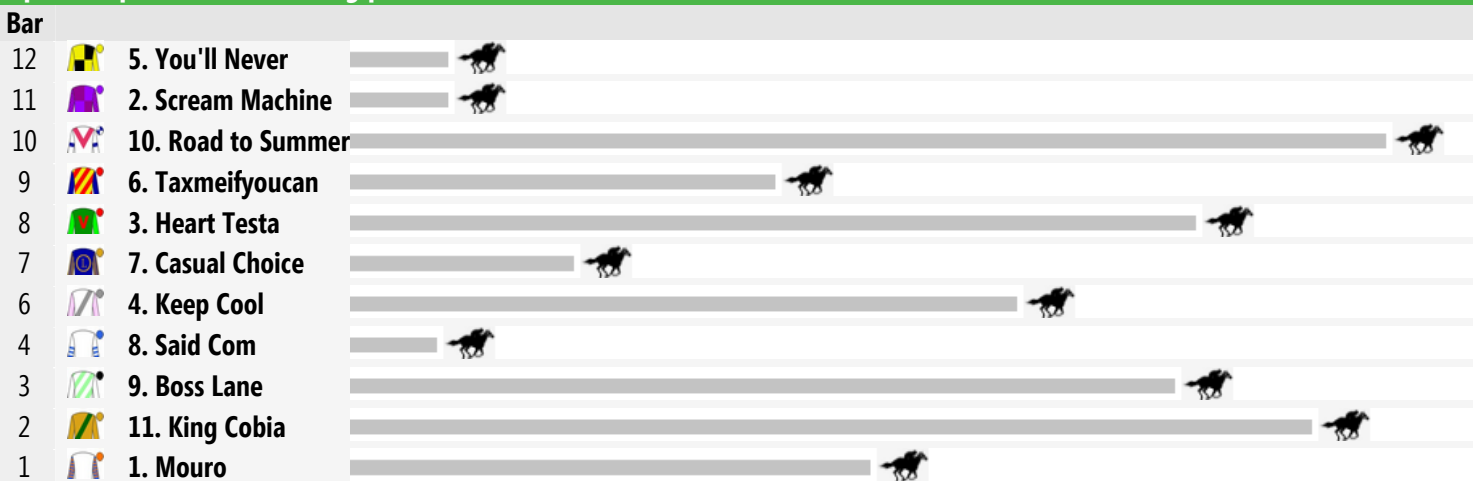 Bar
12 5. You'll Never
11 2. Scream Machine
10 10. Road to Summer
9 6. Taxmeifyoucan
8 3. Heart Testa
7 7. Casual Choice
6 4. Keep Cool
4 8. Said Com
3 9. Boss Lane
2 11. King Cobia
1 1. Mouro